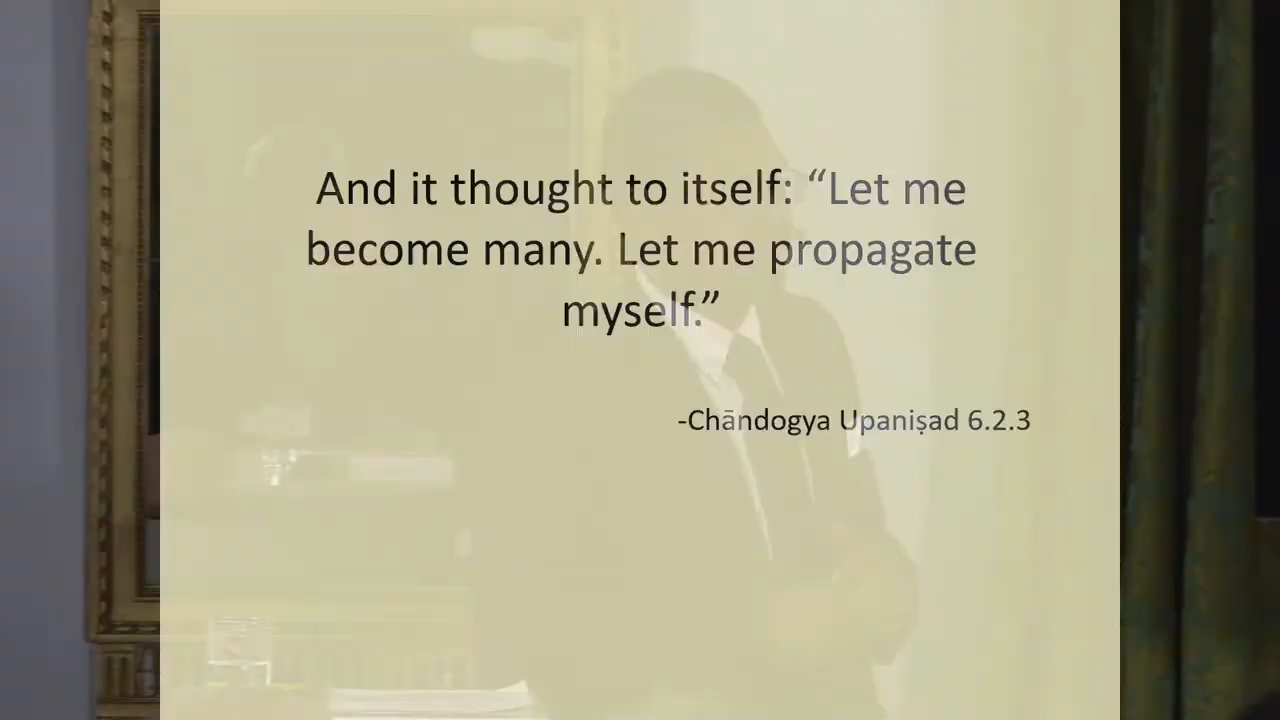 And it thought to itself: “Let me
become many. Let me propagate
myself.”
-Chāndogya Upaniṣad 6.2.3